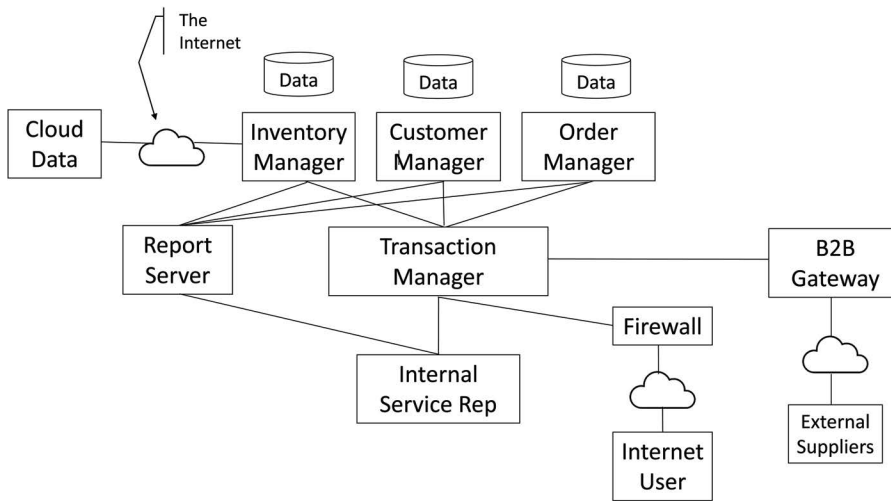 The
Internet
Data
Data
Data
Cloud
Data
Inventory
Manager
Customer
Manager
Order
Manager
Report
Server
Transaction
Manager
B2B
Gateway
Firewall
Internal
Service Rep
External
Suppliers
Internet
User